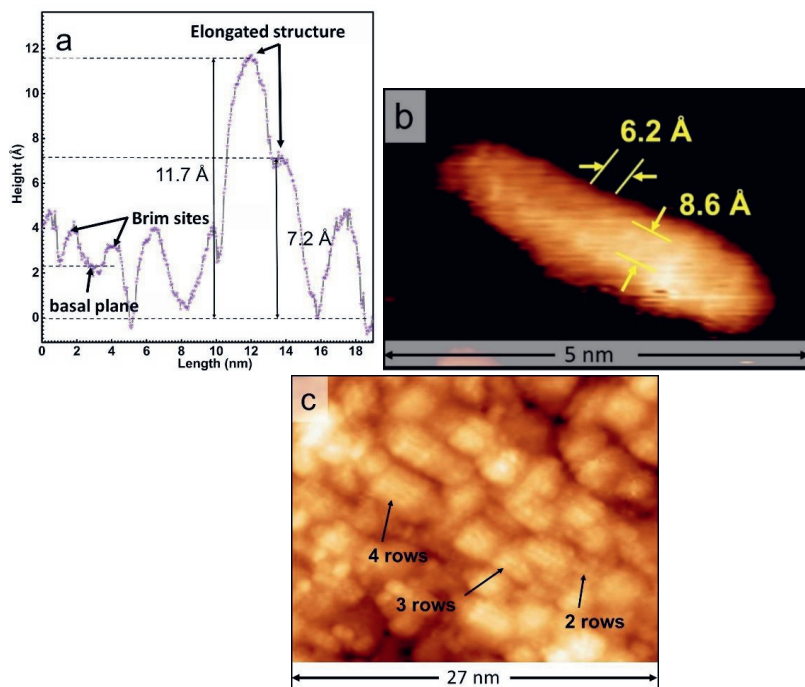 a
Elongated structure
12
10
8
6
4
2
0
Height (Å)
11.7 Å
7.2 Å
Brim sites
basal plane
0 2 4 6 8 10 12 14 16 18
Length (nm)
b
6.2 Å
8.6 Å
5 nm
c
4 rows
3 rows
2 rows
27 nm